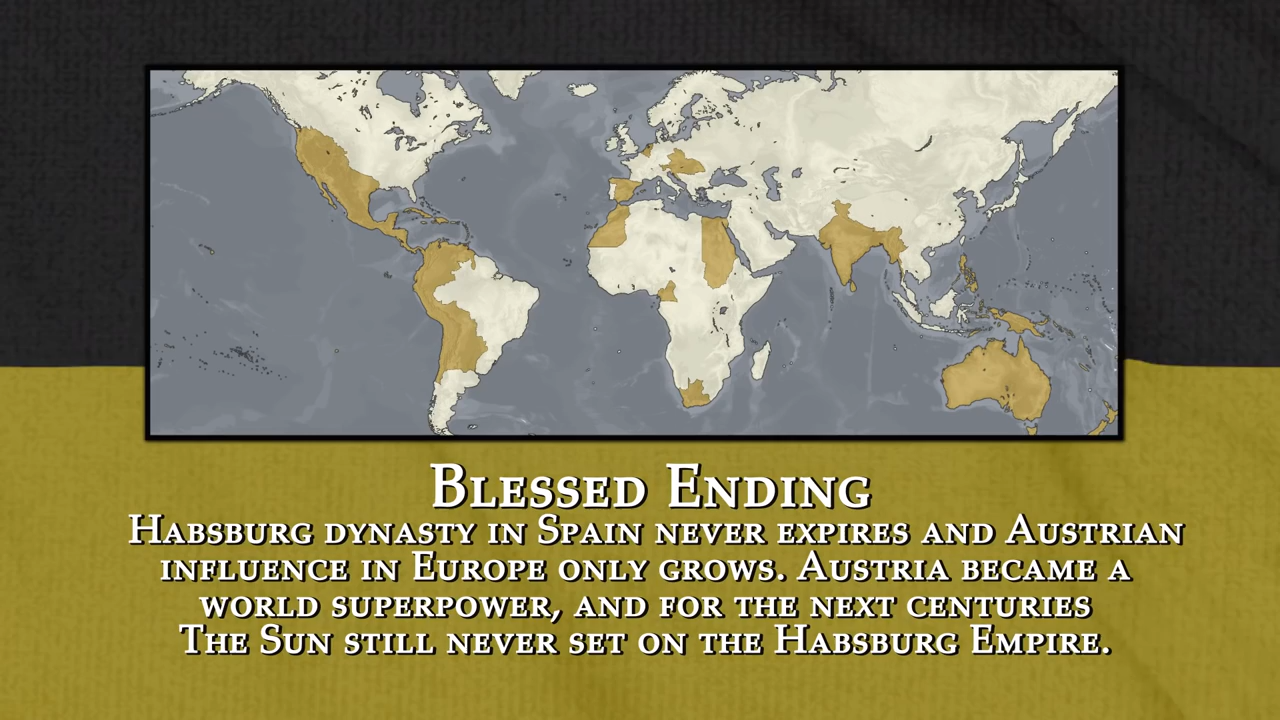 Blessed Ending
Habsburg dynasty in Spain never expires and Austrian
influence in Europe only grows. Austria became a
world superpower, and for the next centuries
The Sun still never set on the Habsburg Empire.